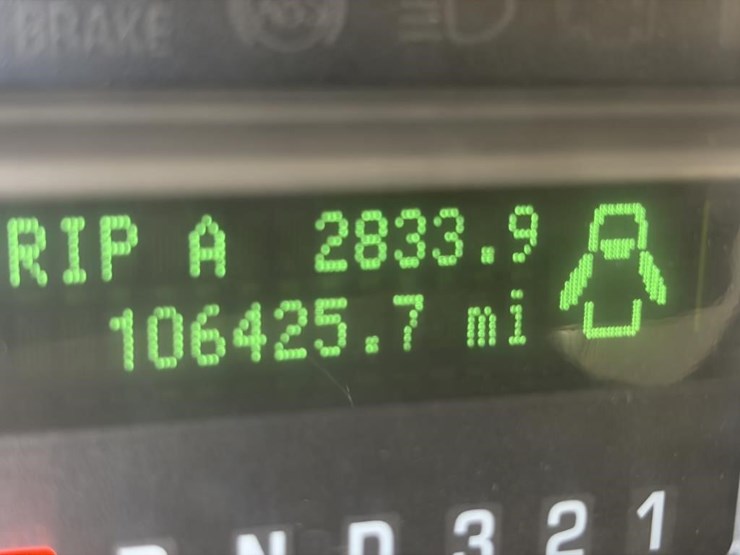 BRAKE
RIP A 2833.9
106425.7 mi
N D 3 2 1